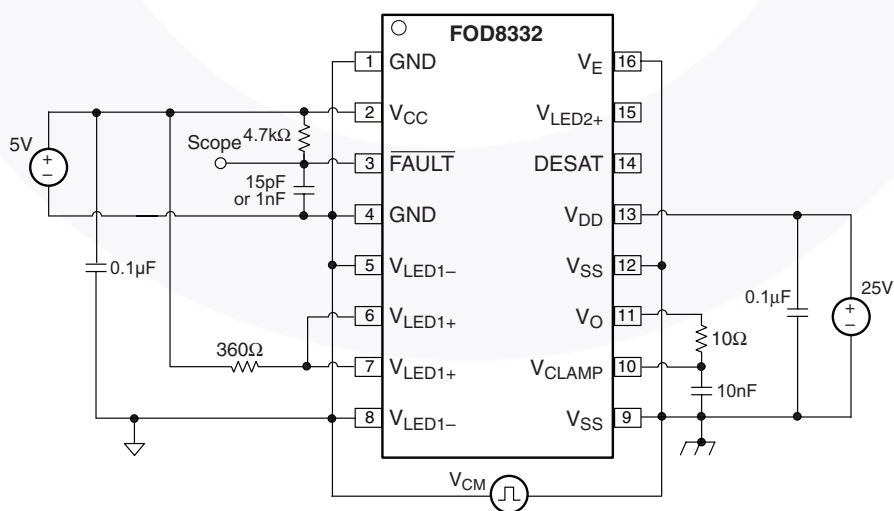 FOD8332
1 GND
VE 16
2 VCC
VLED2+ 15
5V
4.7kΩ
Scope
3 FAULT
DESAT 14
15pF
or 1nF
4 GND
VDD 13
5 VLED1–
VSS 12
0.1µF
0.1µF
25V
6 VLED1+
VO 11
10Ω
360Ω
7 VLED1+
VCLAMP 10
10nF
8 VLED1–
VSS 9
VCM